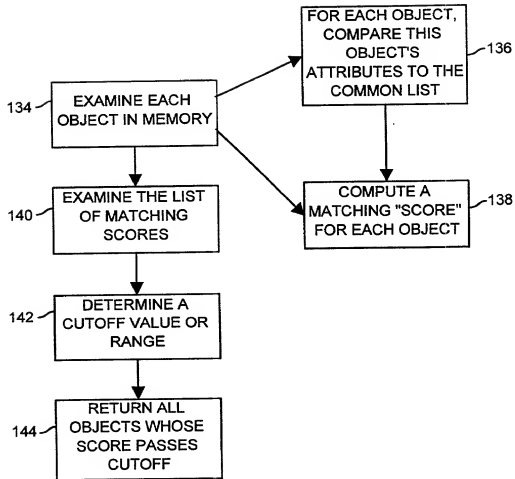 FOR EACH OBJECT,
COMPARE THIS
OBJECT'S
ATTRIBUTES TO THE
COMMON LIST
136
134
EXAMINE EACH
OBJECT IN MEMORY
COMPUTE A
MATCHING "SCORE"
FOR EACH OBJECT
138
140
EXAMINE THE LIST
OF MATCHING
SCORES
142
DETERMINE A
CUTOFF VALUE OR
RANGE
144
RETURN ALL
OBJECTS WHOSE
SCORE PASSES
CUTOFF